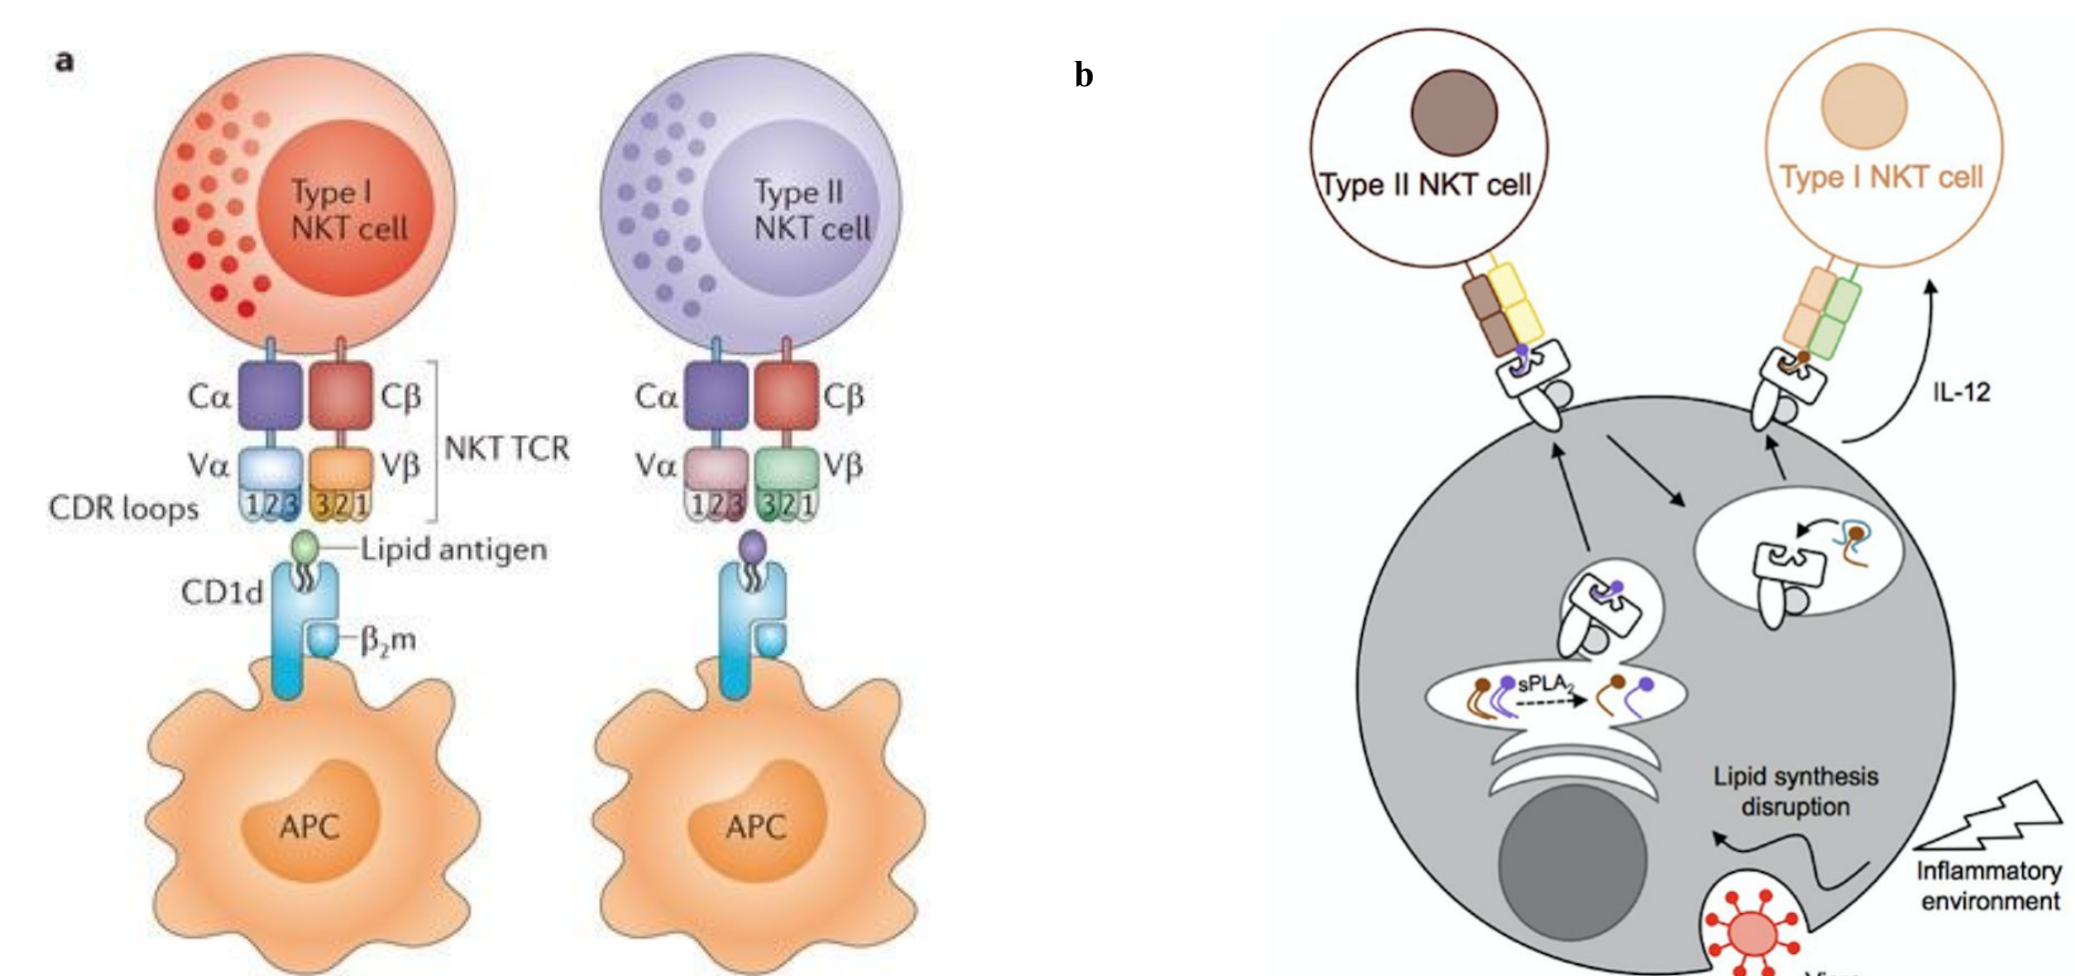 a
Type I
NKT cell
Cα
Cβ
Vα
Vβ
NKT TCR
CDR loops
1 2 3
3 2 1
Lipid antigen
CD1d
β₂m
APC
Type II
NKT cell
Cα
Cβ
Vα
Vβ
1 2 3
3 2 1
APC
b
Type II NKT cell
Type I NKT cell
IL-12
sPLA₂
Lipid synthesis
disruption
Inflammatory
environment